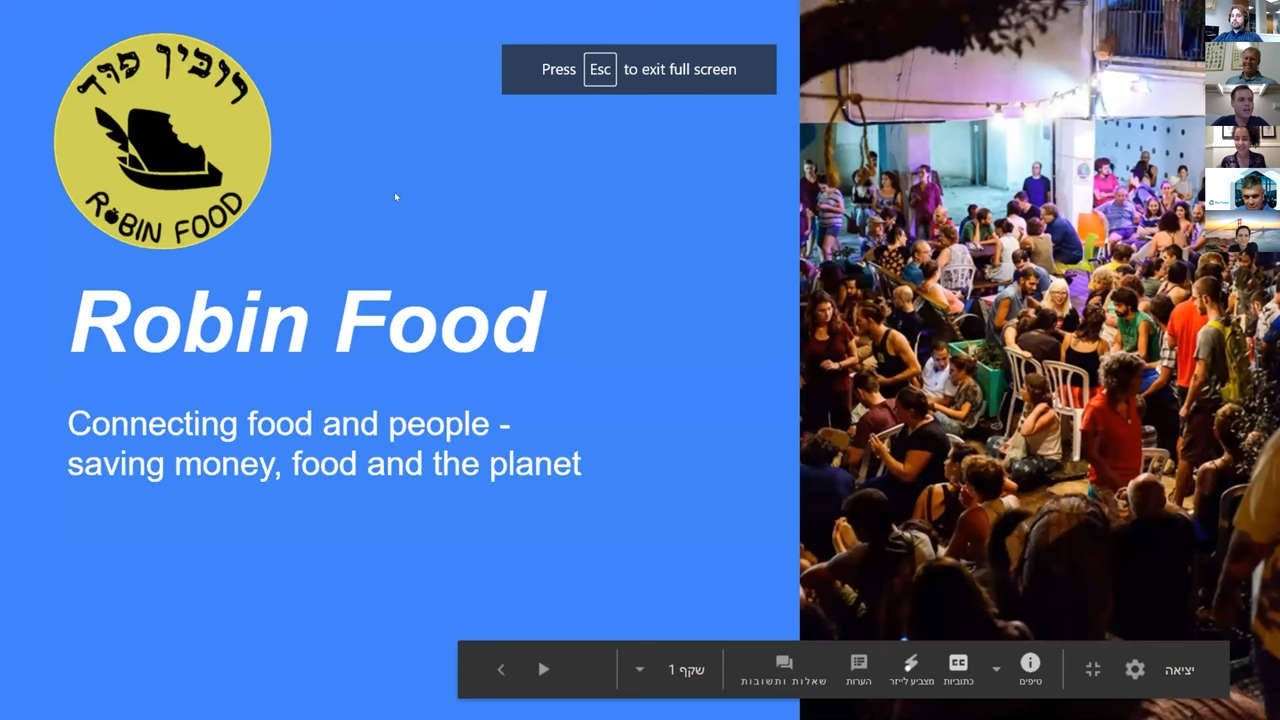 רובין פוד
ROBIN FOOD
Press Esc to exit full screen
Robin Food
Connecting food and people -
saving money, food and the planet
שקף 1
שאלות ותשובות
הערות
מצביע לייזר
כתוביות
CC
טיפים
יציאה